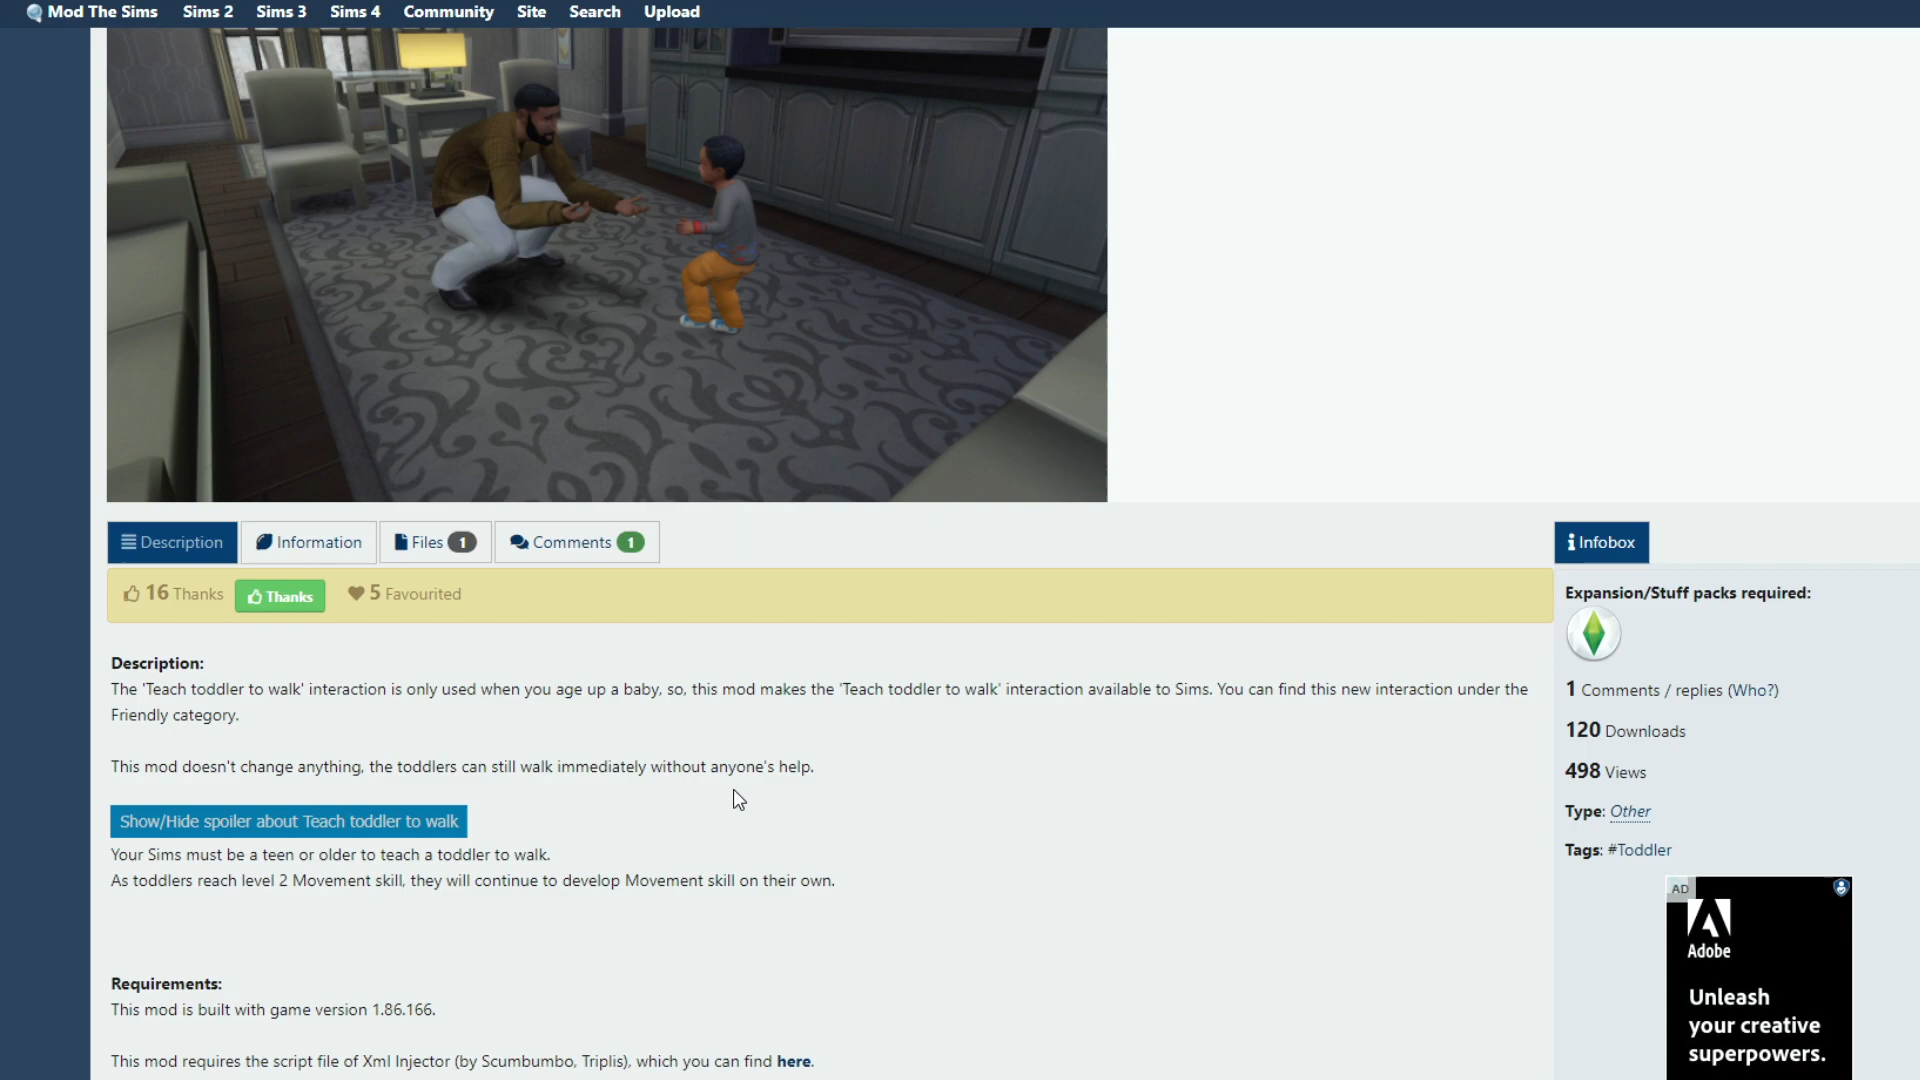 Mod The Sims Sims 2 Sims 3 Sims 4 Community Site Search Upload
Description Information Files 1 Comments 1
Infobox
16 Thanks Thanks 5 Favourited
Expansion/Stuff packs required:
Description:
The 'Teach toddler to walk' interaction is only used when you age up a baby, so, this mod makes the 'Teach toddler to walk' interaction available to Sims. You can find this new interaction under the
Friendly category.
1 Comments / replies (Who?)
120 Downloads
This mod doesn't change anything, the toddlers can still walk immediately without anyone's help.
498 Views
Show/Hide spoiler about Teach toddler to walk
Type: Other
Your Sims must be a teen or older to teach a toddler to walk.
Tags: #Toddler
As toddlers reach level 2 Movement skill, they will continue to develop Movement skill on their own.
AD
Adobe
Requirements:
This mod is built with game version 1.86.166.
Unleash
your creative
superpowers.
This mod requires the script file of Xml Injector (by Scumbumbo, Triplis), which you can find here.